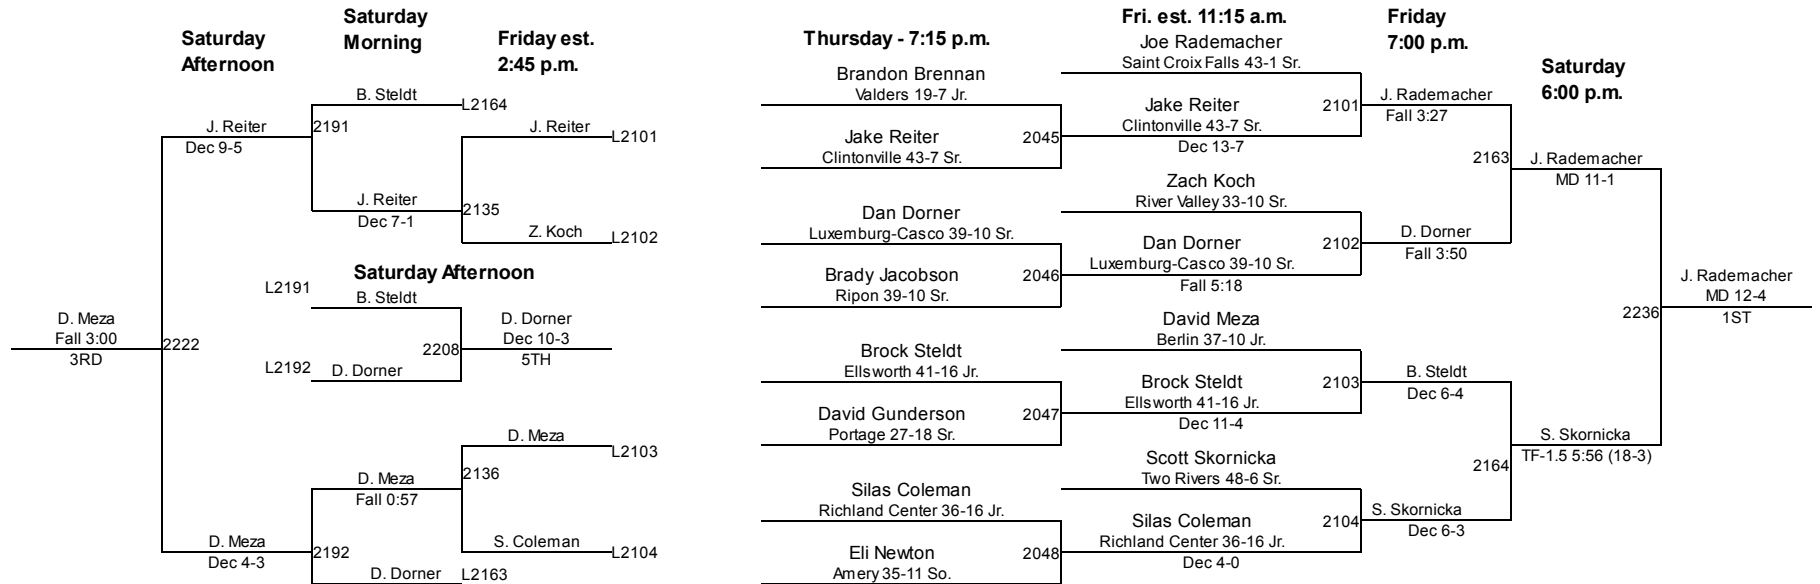 Saturday
Morning
Saturday
Afternoon
Friday est.
2:45 p.m.
B. Steldt
L2164
J. Reiter
Dec 9-5
2191
J. Reiter
L2101
J. Reiter
Dec 7-1
2135
Z. Koch
L2102
Saturday Afternoon
L2191
B. Steldt
D. Meza
Fall 3:00
3RD
2222
2208
D. Dorner
Dec 10-3
5TH
L2192
D. Dorner
D. Meza
L2103
D. Meza
Fall 0:57
2136
S. Coleman
L2104
D. Meza
Dec 4-3
2192
D. Dorner
L2163
Thursday - 7:15 p.m.
Brandon Brennan
Valders 19-7 Jr.
Jake Reiter
Clintonville 43-7 Sr.
2045
Dan Dorner
Luxemburg-Casco 39-10 Sr.
Brady Jacobson
Ripon 39-10 Sr.
2046
Brock Steldt
Ellsworth 41-16 Jr.
David Gunderson
Portage 27-18 Sr.
2047
Silas Coleman
Richland Center 36-16 Jr.
Eli Newton
Amery 35-11 So.
2048
Fri. est. 11:15 a.m.
Joe Rademacher
Saint Croix Falls 43-1 Sr.
Jake Reiter
Clintonville 43-7 Sr.
Dec 13-7
2101
Zach Koch
River Valley 33-10 Sr.
Dan Dorner
Luxemburg-Casco 39-10 Sr.
Fall 5:18
2102
David Meza
Berlin 37-10 Jr.
Brock Steldt
Ellsworth 41-16 Jr.
Dec 11-4
2103
Scott Skornicka
Two Rivers 48-6 Sr.
Silas Coleman
Richland Center 36-16 Jr.
Dec 4-0
2104
Friday
7:00 p.m.
J. Rademacher
Fall 3:27
2163
D. Dorner
Fall 3:50
B. Steldt
Dec 6-4
2164
S. Skornicka
Dec 6-3
Saturday
6:00 p.m.
J. Rademacher
MD 11-1
2236
S. Skornicka
TF-1.5 5:56 (18-3)
J. Rademacher
MD 12-4
1ST